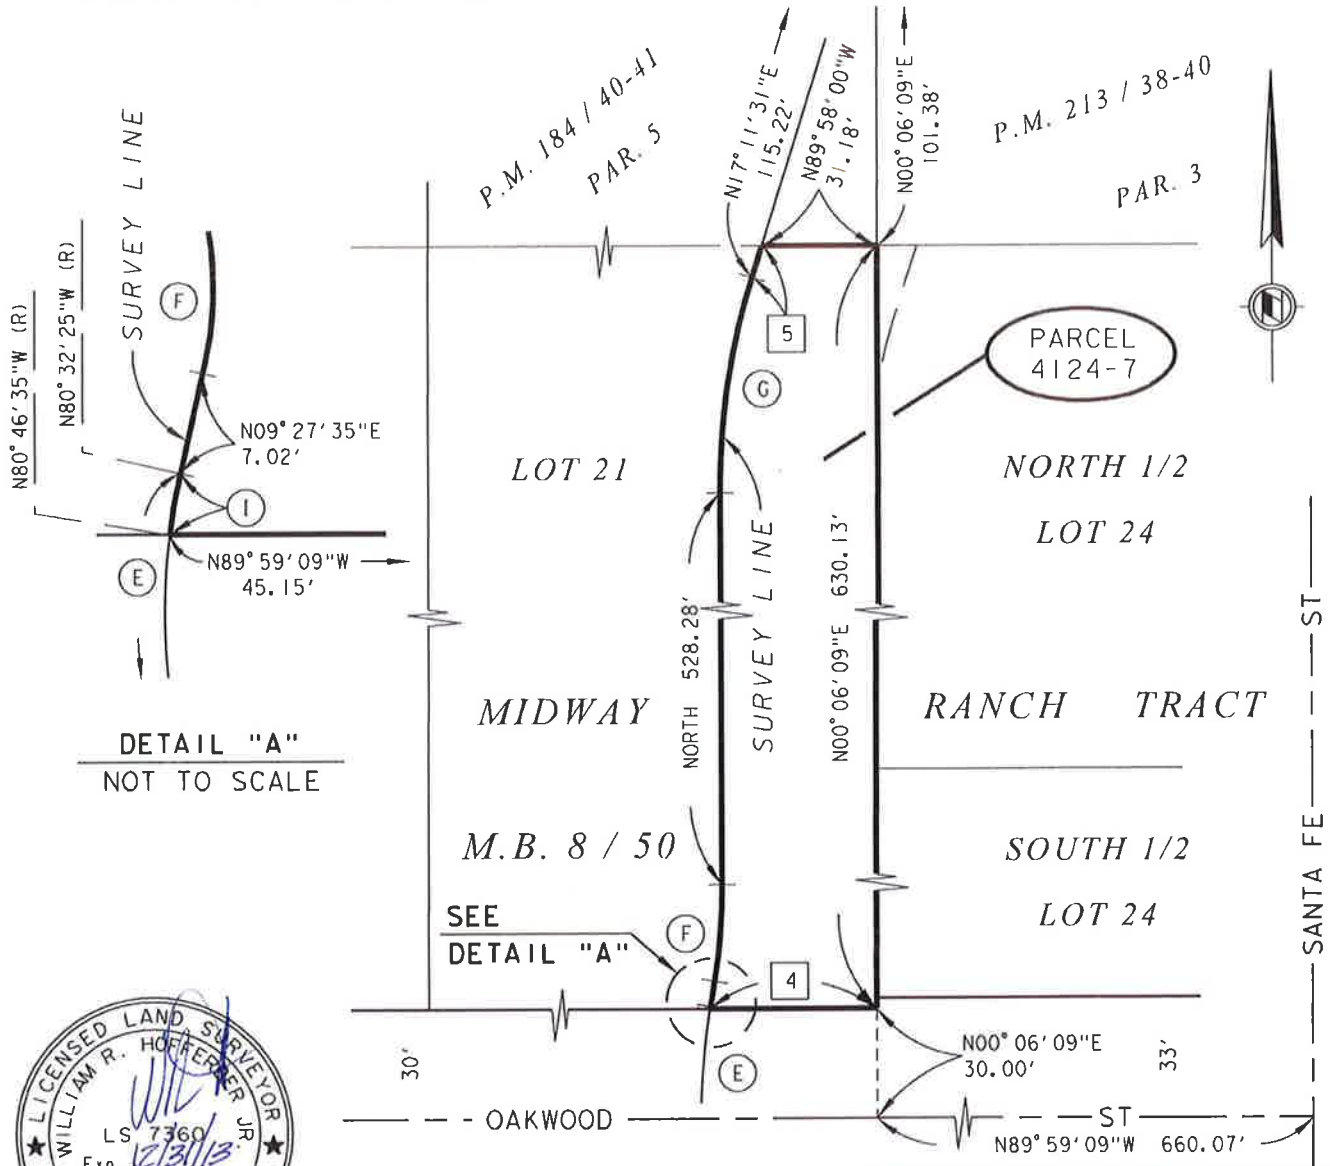 P.M. 184 / 40-41
PAR. 5
N17°11'31"E
115.22'
N89°58'00"W
31.18'
N00°06'09"E
101.38'
P.M. 213 / 38-40
PAR. 3
SURVEY LINE
N80°46'35"W (R)
N80°32'25"W (R)
F
N09°27'35"E
7.02'
I
E
N89°59'09"W
45.15'
DETAIL "A"
NOT TO SCALE
5
G
PARCEL
4124-7
LOT 21
NORTH 1/2
LOT 24
NORTH 528.28'
SURVEY LINE
N00°06'09"E 630.13'
MIDWAY
RANCH TRACT
M.B. 8 / 50
SOUTH 1/2
LOT 24
SEE
DETAIL "A"
F
4
E
N00°06'09"E
30.00'
30'
33'
OAKWOOD ST
N89°59'09"W 660.07'
SANTA FE ST
LICENSED LAND SURVEYOR
WILLIAM R. HOFFERBER JR
LS 7360
Exp. 12/31/13